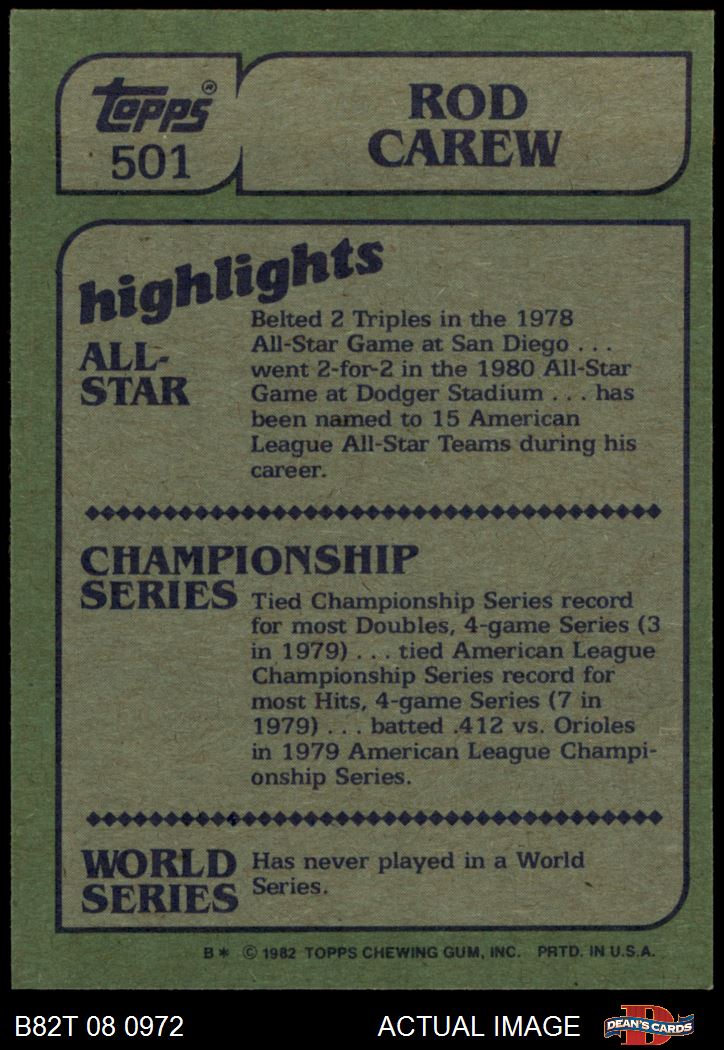 topps®
501
ROD
CAREW
highlights
ALL-
STAR
Belted 2 Triples in the 1978
All-Star Game at San Diego . . .
went 2-for-2 in the 1980 All-Star
Game at Dodger Stadium . . . has
been named to 15 American
League All-Star Teams during his
career.
CHAMPIONSHIP
SERIES
Tied Championship Series record
for most Doubles, 4-game Series (3
in 1979) . . . tied American League
Championship Series record for
most Hits, 4-game Series (7 in
1979) . . . batted .412 vs. Orioles
in 1979 American League Champi-
onship Series.
WORLD
SERIES
Has never played in a World
Series.
B* © 1982 TOPPS CHEWING GUM, INC. PRTD. IN U.S.A.
B82T 08 0972
ACTUAL IMAGE
D
DEAN'S CARDS